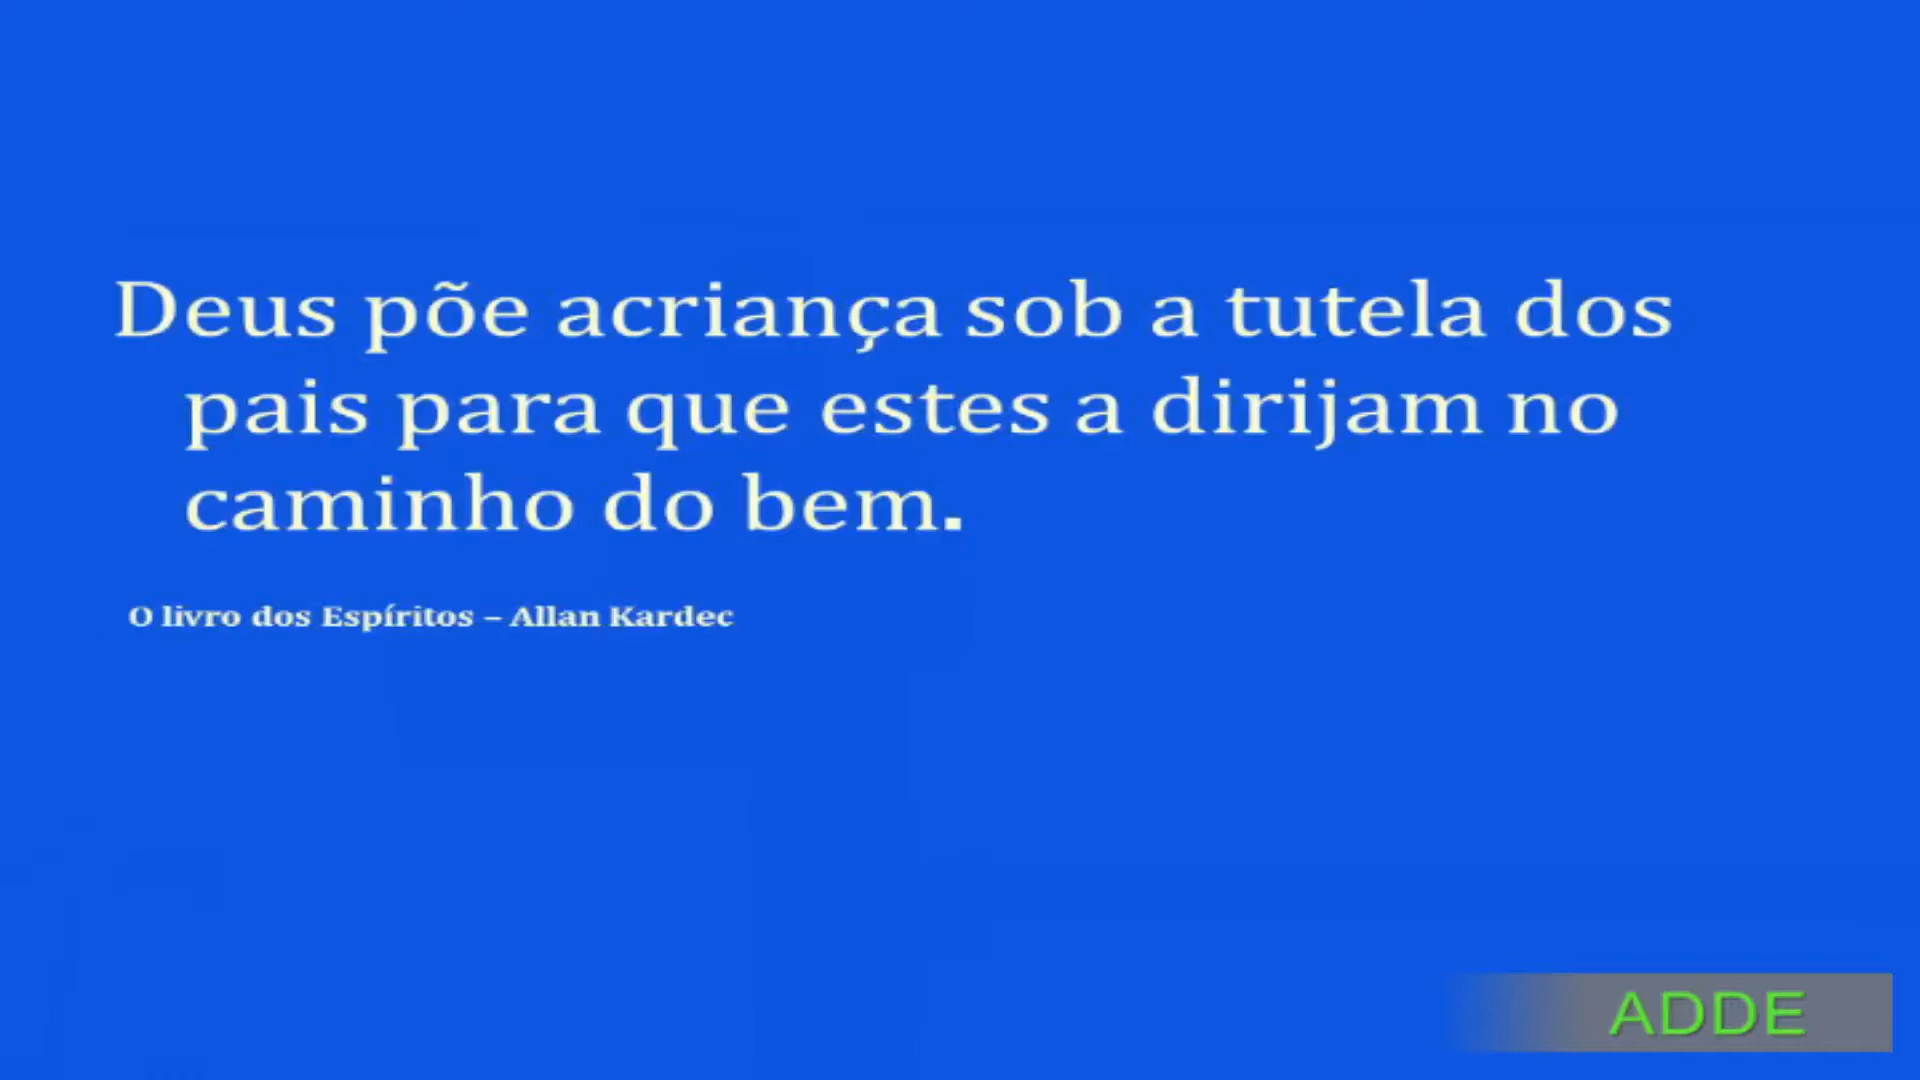 Deus põe acriança sob a tutela dos
pais para que estes a dirijam no
caminho do bem.
O livro dos Espíritos – Allan Kardec
ADDE